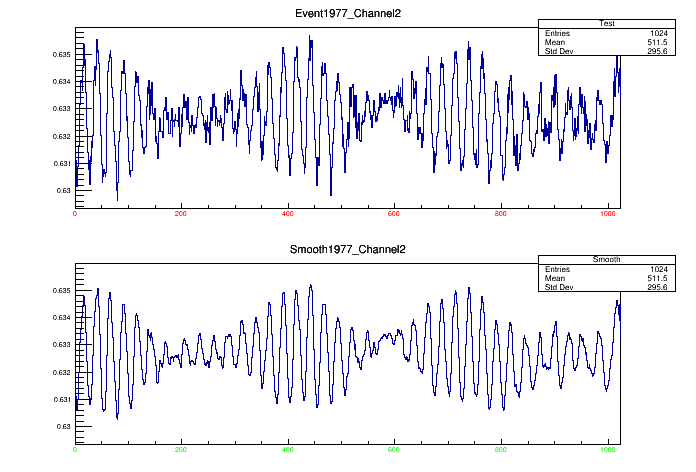 Event1977_Channel2
Test
Entries 1024
Mean 511.5
Std Dev 295.6
0.635
0.634
0.633
0.632
0.631
0.63
0 200 400 600 800 1000
Smooth1977_Channel2
Smooth
Entries 1024
Mean 511.5
Std Dev 295.6
0.635
0.634
0.633
0.632
0.631
0.63
0 200 400 600 800 1000